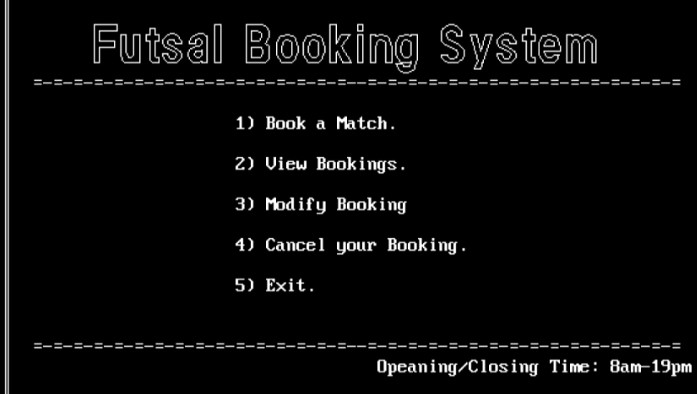 Futsal Booking System
=-=-=-=-=-=-=-=-=-=-=-=-=-=-=-=--=-=-=-=-=-=-=-=-=-=-=-=-=-=-=-=
1) Book a Match.
2) View Bookings.
3) Modify Booking
4) Cancel your Booking.
5) Exit.
=-=-=-=-=-=-=-=-=-=-=-=-=-=-=-=--=-=-=-=-=-=-=-=-=-=-=-=-=-=-=-=
Opeaning/Closing Time: 8am-19pm